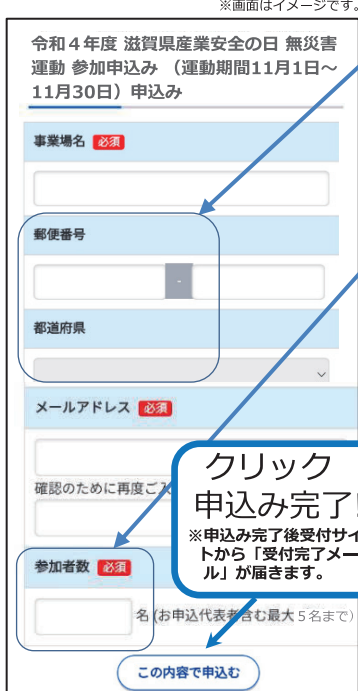 ※画面はイメージです。
令和４年度 滋賀県産業安全の日 無災害
運動 参加申込み （運動期間11月1日～
11月30日）申込み
事業場名 必須
郵便番号
-
都道府県
メールアドレス 必須
確認のために再度ご入
クリック
申込み完了!
※申込み完了後受付サイ
トから「受付完了メー
ル」が届きます。
参加者数 必須
名 (お申込代表者含む最大５名まで)
この内容で申込む